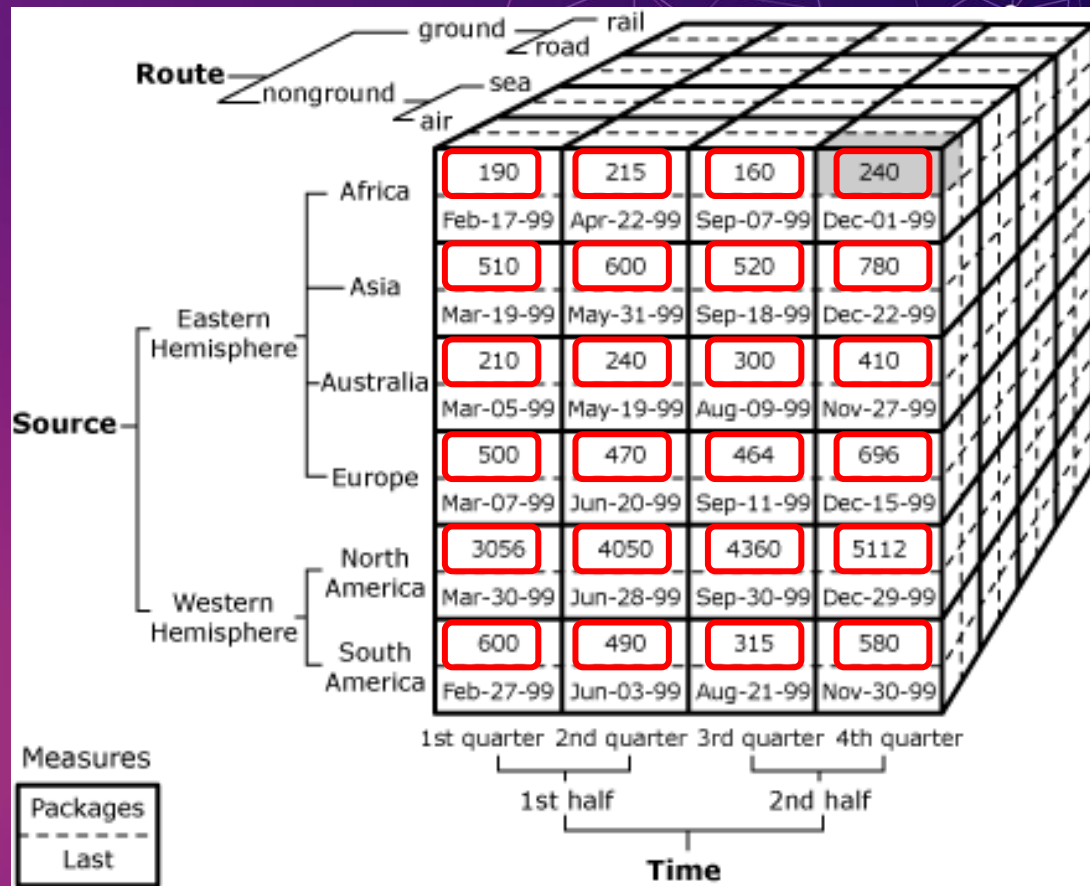 ground
rail
road
Route
nonground
sea
air
Africa
190 215 160 240
Feb-17-99 Apr-22-99 Sep-07-99 Dec-01-99
Asia
510 600 520 780
Mar-19-99 May-31-99 Sep-18-99 Dec-22-99
Eastern
Hemisphere
Australia
210 240 300 410
Mar-05-99 May-19-99 Aug-09-99 Nov-27-99
Source
Europe
500 470 464 696
Mar-07-99 Jun-20-99 Sep-11-99 Dec-15-99
North
America
3056 4050 4360 5112
Mar-30-99 Jun-28-99 Sep-30-99 Dec-29-99
Western
Hemisphere
South
America
600 490 315 580
Feb-27-99 Jun-03-99 Aug-21-99 Nov-30-99
1st quarter 2nd quarter 3rd quarter 4th quarter
1st half 2nd half
Time
Measures
Packages
Last